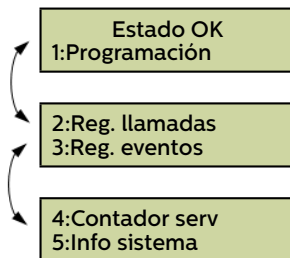 Estado OK
1:Programación
2:Reg. llamadas
3:Reg. eventos
4:Contador serv
5:Info sistema